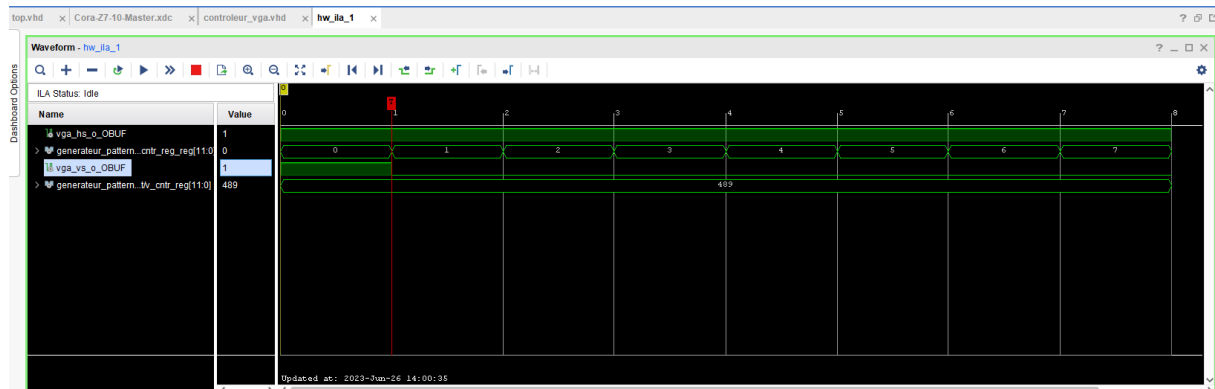 top.vhd x Cora-Z7-10-Master.xdc x controleur_vga.vhd x hw_ila_1 x ?
Dashboard Options
Waveform - hw_ila_1 ?
ILA Status: Idle
Name Value
0
T
0 1 2 3 4 5 6 7 8
vga_hs_o_OBUF 1
generateur_pattern...cntr_reg_reg[11:0 0 0 1 2 3 4 5 6 7
vga_vs_o_OBUF 1
generateur_pattern...t/v_cntr_reg[11:0] 489 489
Updated at: 2023-Jun-26 14:00:35